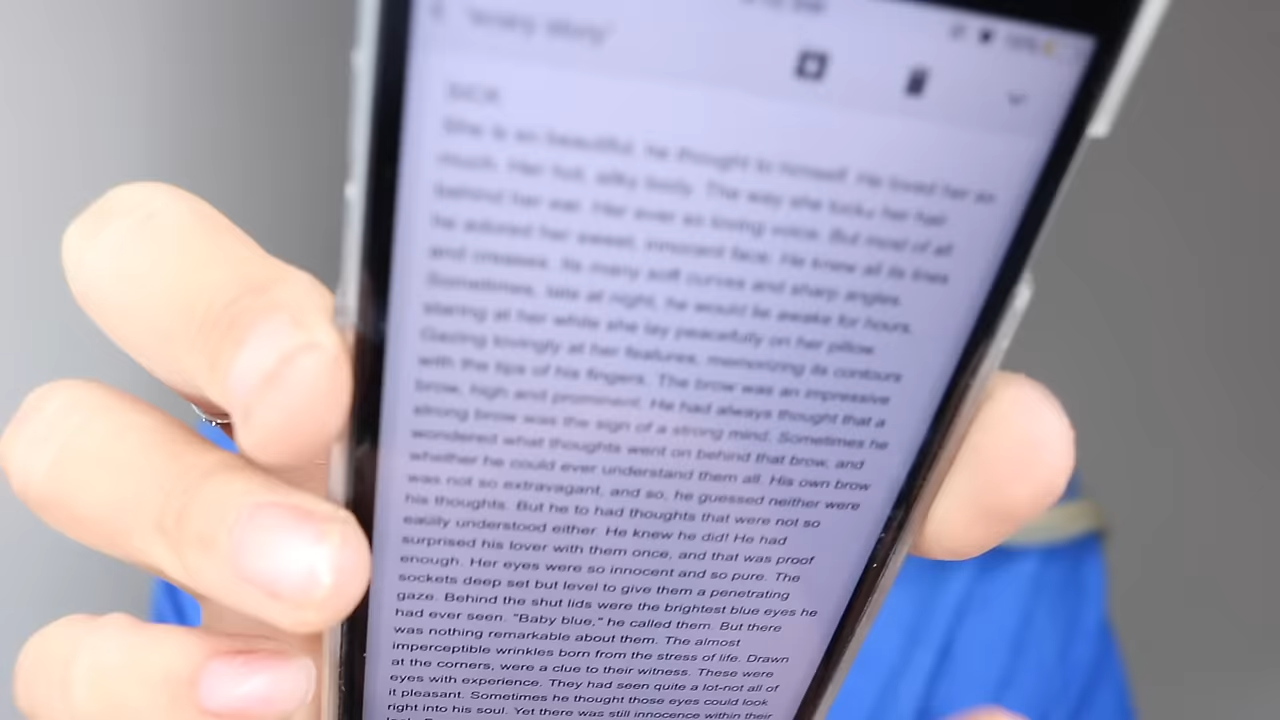 "scary story"
SICK
She is so beautiful, he thought to himself. He loved her so
much. Her hot, silky body. The way she tucks her hair
behind her ear. Her ever so loving voice. But most of all
he adored her sweet, innocent face. He knew all its lines
and creases. Its many soft curves and sharp angles.
Sometimes, late at night, he would lie awake for hours,
staring at her while she lay peacefully on her pillow.
Gazing lovingly at her features, memorizing its contours
with the tips of his fingers. The brow was an impressive
brow, high and prominent. He had always thought that a
strong brow was the sign of a strong mind. Sometimes he
wondered what thoughts went on behind that brow, and
whether he could ever understand them all. His own brow
was not so extravagant, and so, he guessed neither were
his thoughts. But he to had thoughts that were not so
easily understood either. He knew he did! He had
surprised his lover with them once, and that was proof
enough. Her eyes were so innocent and so pure. The
sockets deep set but level to give them a penetrating
gaze. Behind the shut lids were the brightest blue eyes he
had ever seen. "Baby blue," he called them. But there
was nothing remarkable about them. The almost
imperceptible wrinkles born from the stress of life. Drawn
at the corners, were a clue to their witness. These were
eyes with experience. They had seen quite a lot-not all of
it pleasant. Sometimes he thought those eyes could look
right into his soul. Yet there was still innocence within their